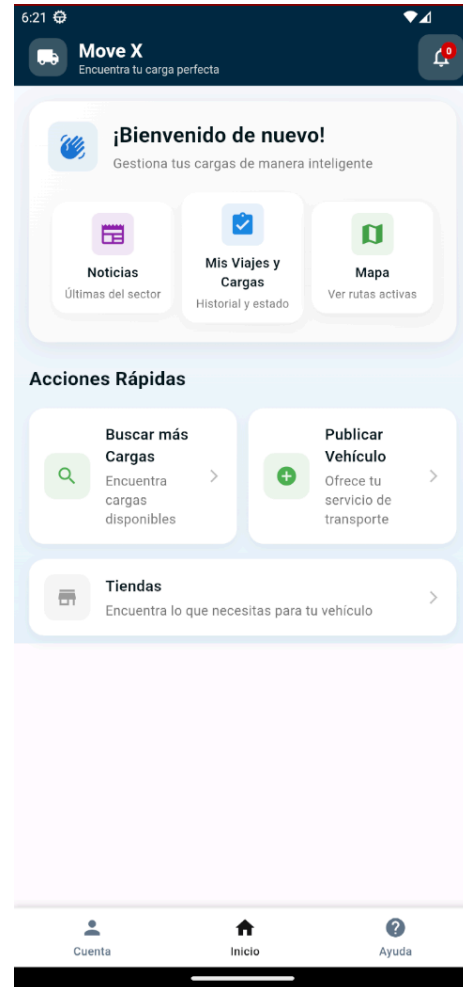 6:21
Move X
Encuentra tu carga perfecta
0
¡Bienvenido de nuevo!
Gestiona tus cargas de manera inteligente
Noticias
Últimas del sector
Mis Viajes y
Cargas
Historial y estado
Mapa
Ver rutas activas
Acciones Rápidas
Buscar más
Cargas
Encuentra
cargas
disponibles
Publicar
Vehículo
Ofrece tu
servicio de
transporte
Tiendas
Encuentra lo que necesitas para tu vehículo
Cuenta
Inicio
Ayuda